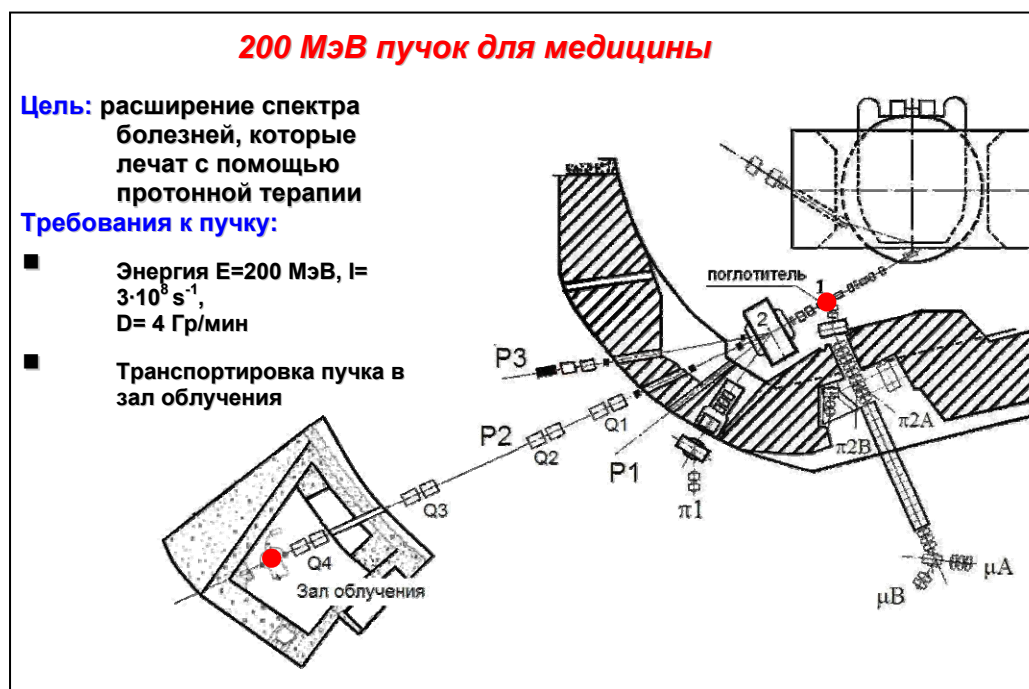 200 МэВ пучок для медицины
Цель: расширение спектра
болезней, которые
лечат с помощью
протонной терапии
Требования к пучку:
Энергия Е=200 МэВ, I=
3·10⁸ s⁻¹,
D= 4 Гр/мин
Транспортировка пучка в
зал облучения
поглотитель
1
2
P3
P2
Q1
P1
Q2
Q3
Q4
π1
π2A
π2B
μA
μB
Зал облучения